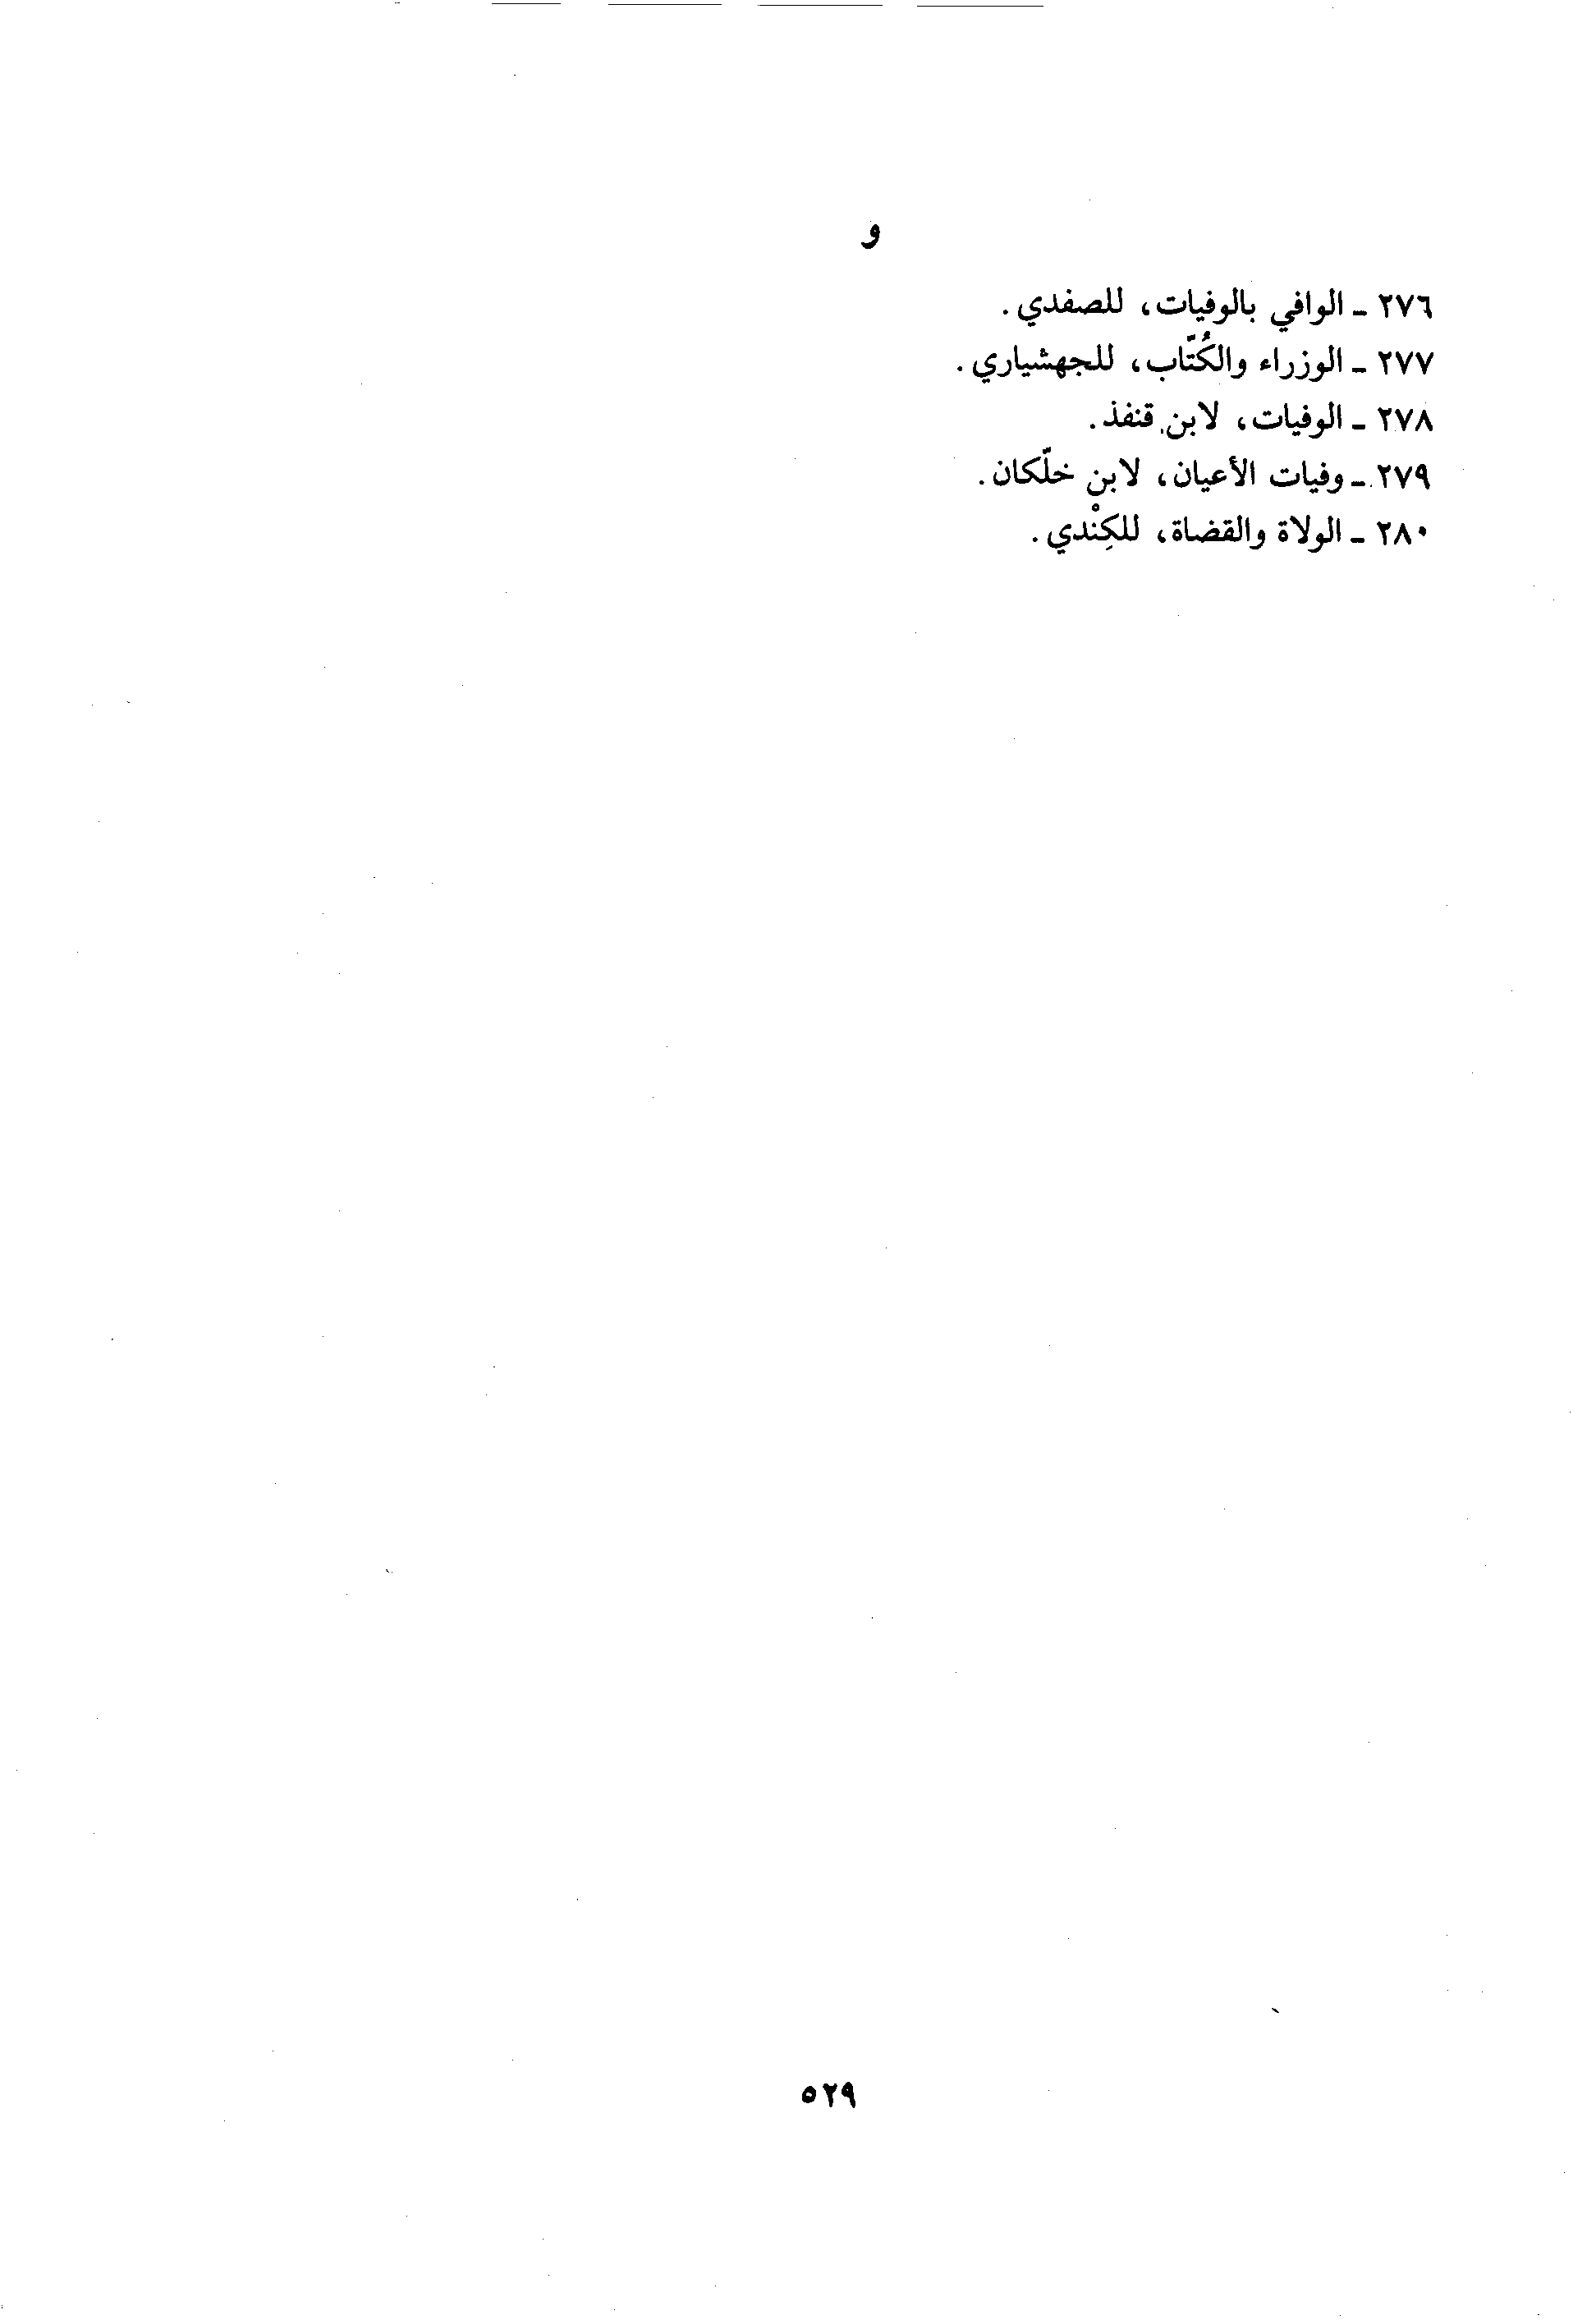 و
٢٧٦ - الوافي بالوفيات، للصفدي.
٢٧٧ - الوزراء والكُتَّاب، للجهشياري.
٢٧٨ - الوفيات، لابن قنفذ.
٢٧٩ - وفيات الأعيان، لابن خلّكان.
٢٨٠ - الولاة والقضاة، للكِنْدي.
٥٢٩